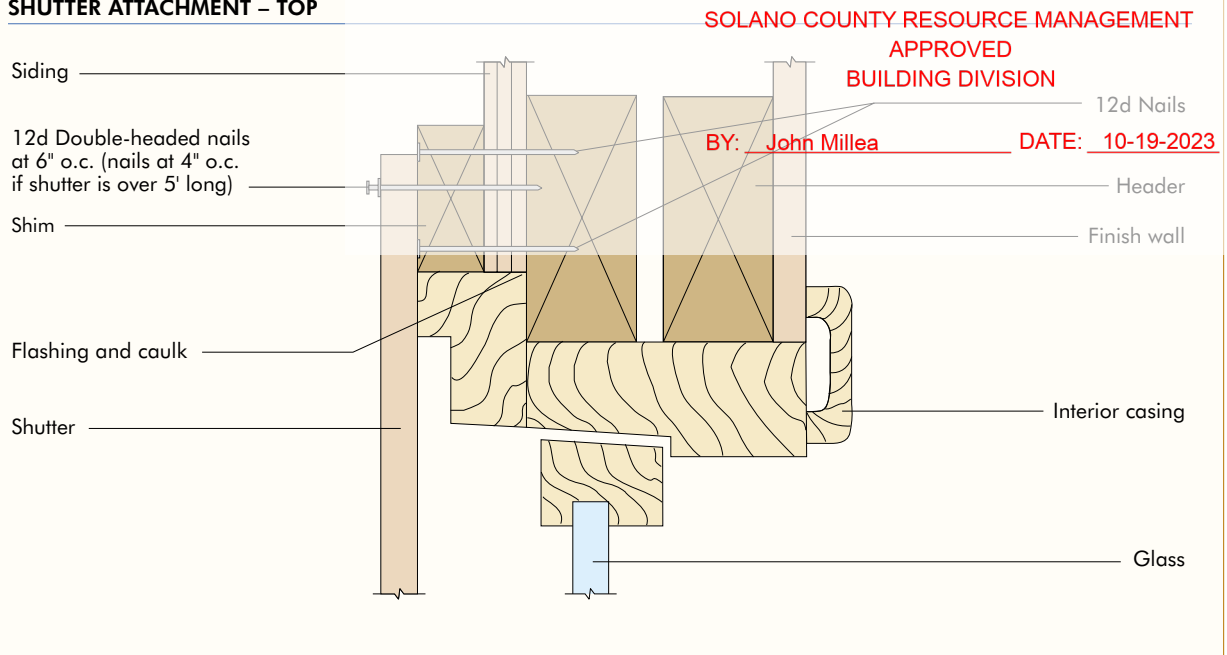 SHUTTER ATTACHMENT – TOP
SOLANO COUNTY RESOURCE MANAGEMENT
APPROVED
BUILDING DIVISION
BY: John Millea DATE: 10-19-2023
Siding
12d Double-headed nails
at 6" o.c. (nails at 4" o.c.
if shutter is over 5' long)
Shim
Flashing and caulk
Shutter
12d Nails
Header
Finish wall
Interior casing
Glass